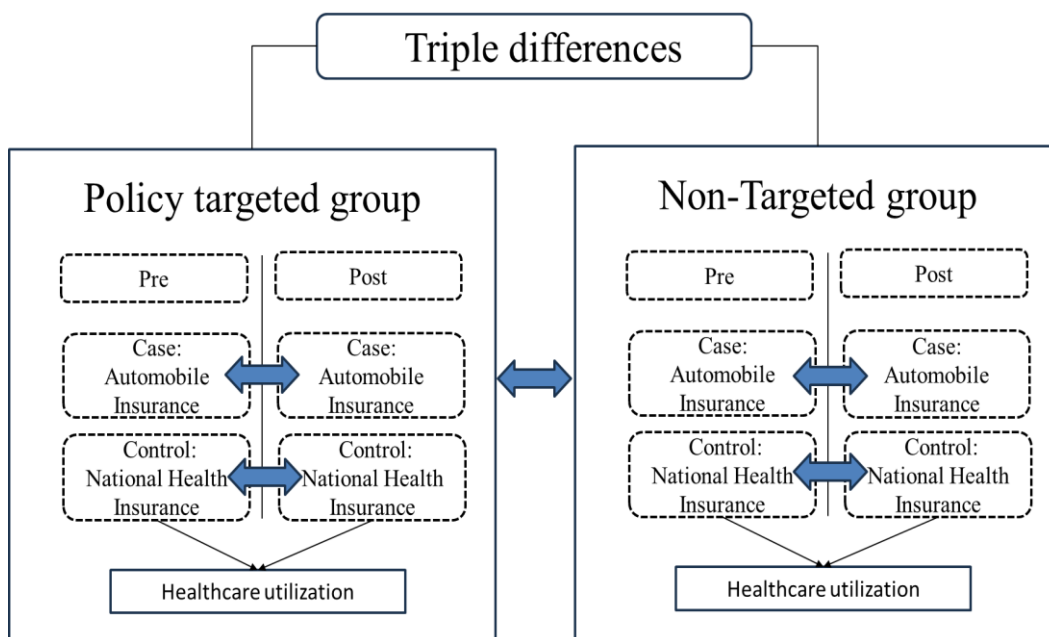 Triple differences
Policy targeted group
Pre
Post
Case:
Automobile
Insurance
Case:
Automobile
Insurance
Control:
National Health
Insurance
Control:
National Health
Insurance
Healthcare utilization
Non-Targeted group
Pre
Post
Case:
Automobile
Insurance
Case:
Automobile
Insurance
Control:
National Health
Insurance
Control:
National Health
Insurance
Healthcare utilization